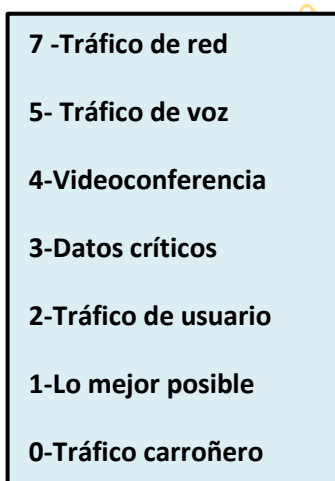 7 -Tráfico de red
5- Tráfico de voz
4-Videoconferencia
3-Datos críticos
2-Tráfico de usuario
1-Lo mejor posible
0-Tráfico carroñero